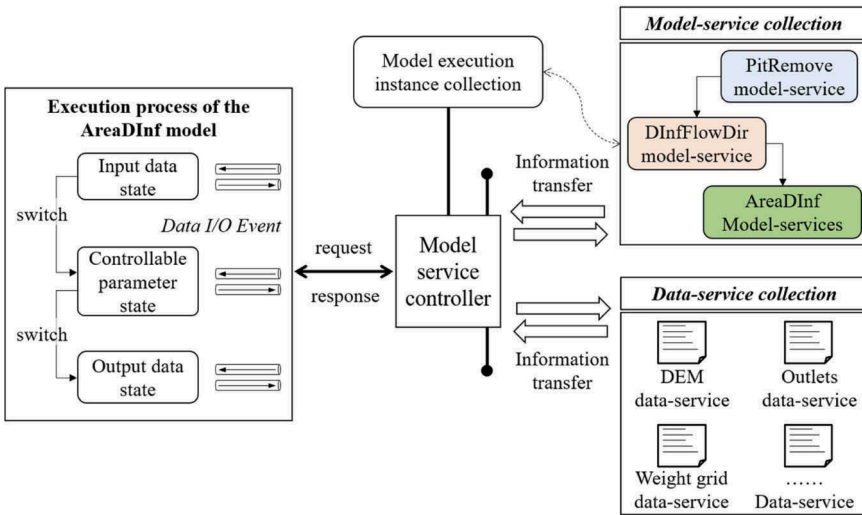 Execution process of the
AreaDInf model
Input data
state
switch
Data I/O Event
Controllable
parameter
state
switch
Output data
state
request
response
Model execution
instance collection
Model
service
controller
Information
transfer
Information
transfer
Model-service collection
PitRemove
model-service
DInfFlowDir
model-service
AreaDInf
Model-services
Data-service collection
DEM
data-service
Outlets
data-service
Weight grid
data-service
......
Data-service